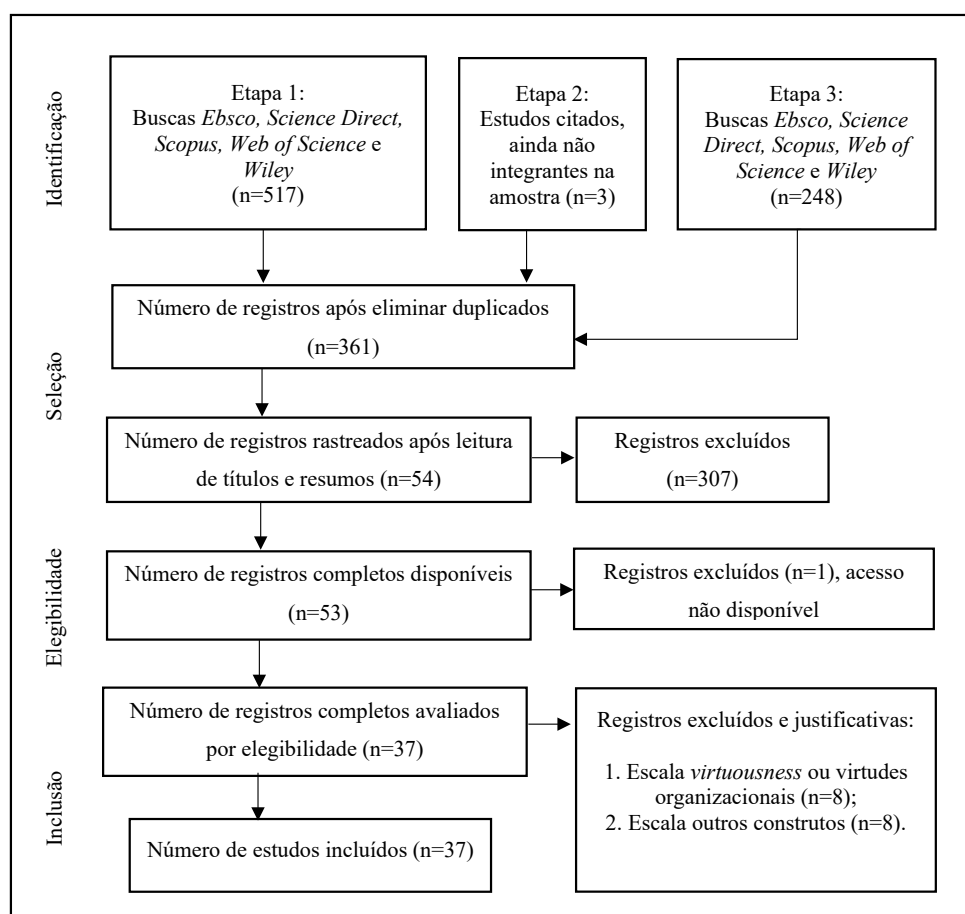 Identificação
Etapa 1:
Buscas Ebsco, Science Direct,
Scopus, Web of Science e
Wiley
(n=517)
Etapa 2:
Estudos citados,
ainda não
integrantes na
amostra (n=3)
Etapa 3:
Buscas Ebsco, Science
Direct, Scopus, Web of
Science e Wiley
(n=248)
Número de registros após eliminar duplicados
(n=361)
Seleção
Número de registros rastreados após leitura
de títulos e resumos (n=54)
Registros excluídos
(n=307)
Elegibilidade
Número de registros completos disponíveis
(n=53)
Registros excluídos (n=1), acesso
não disponível
Número de registros completos avaliados
por elegibilidade (n=37)
Registros excluídos e justificativas:
1. Escala virtuousness ou virtudes
organizacionais (n=8);
2. Escala outros construtos (n=8).
Inclusão
Número de estudos incluídos (n=37)